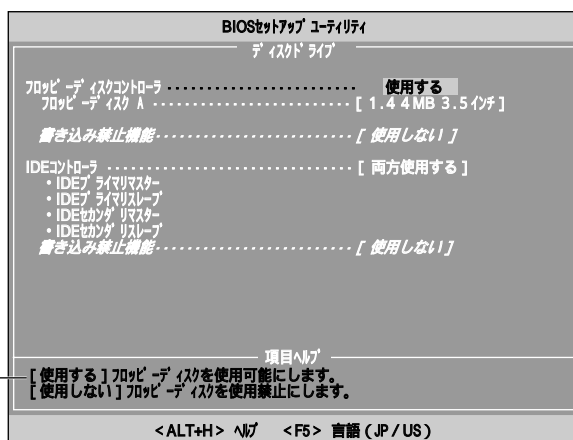 BIOSセットアップ ユーティリティ
ディスクドライブ
フロッピーディスクコントローラ ・・・・・・・・・・・・・・・・・・・・・・・・ 使用する
フロッピーディスク A ・・・・・・・・・・・・・・・・・・・・・・・・・ [ 1.4 4 MB 3.5 インチ ]
書き込み禁止機能・・・・・・・・・・・・・・・・・・・・・・・・・ [ 使用しない ]
IDEコントローラ ・・・・・・・・・・・・・・・・・・・・・・・・・・・・・・・ [ 両方使用する ]
・IDEプライマリマスター
・IDEプライマリスレーブ
・IDEセカンダリマスター
・IDEセカンダリスレーブ
書き込み禁止機能・・・・・・・・・・・・・・・・・・・・・・・・・ [ 使用しない]
項目ヘルプ
[ 使用する ] フロッピーディスクを使用可能にします。
[ 使用しない ] フロッピーディスクを使用禁止にします。
<ALT+H> ヘルプ <F5> 言語 ( JP / US )